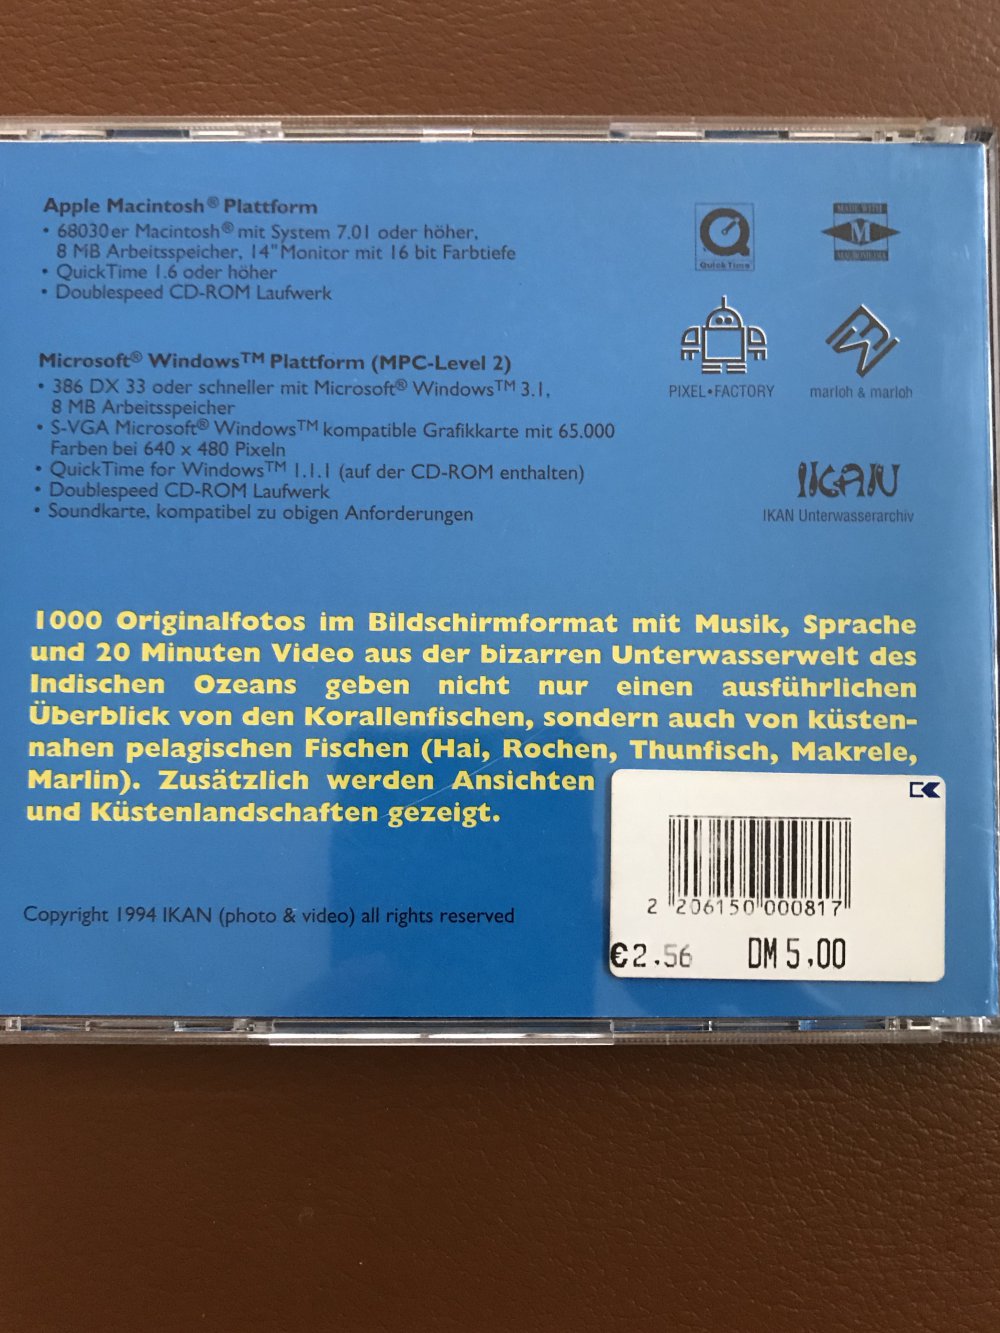 Apple Macintosh® Plattform
• 68030er Macintosh® mit System 7.01 oder höher,
8 MB Arbeitsspeicher, 14" Monitor mit 16 bit Farbtiefe
• QuickTime 1.6 oder höher
• Doublespeed CD-ROM Laufwerk
QuickTime
MADE WITH
M
MACROMEDIA
Microsoft® Windows™ Plattform (MPC-Level 2)
• 386 DX 33 oder schneller mit Microsoft® Windows™ 3.1,
8 MB Arbeitsspeicher
• S-VGA Microsoft® Windows™ kompatible Grafikkarte mit 65.000
Farben bei 640 x 480 Pixeln
• QuickTime for Windows™ 1.1.1 (auf der CD-ROM enthalten)
• Doublespeed CD-ROM Laufwerk
• Soundkarte, kompatibel zu obigen Anforderungen
PIXEL•FACTORY
marloh & marloh
IKAN
IKAN Unterwasserarchiv
1000 Originalfotos im Bildschirmformat mit Musik, Sprache
und 20 Minuten Video aus der bizarren Unterwasserwelt des
Indischen Ozeans geben nicht nur einen ausführlichen
Überblick von den Korallenfischen, sondern auch von küsten-
nahen pelagischen Fischen (Hai, Rochen, Thunfisch, Makrele,
Marlin). Zusätzlich werden Ansichten
und Küstenlandschaften gezeigt.
Copyright 1994 IKAN (photo & video) all rights reserved
2 206150 000817
€2.56 DM 5,00